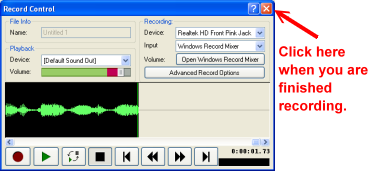 Record Control
File Info
Name: Untitled 1
Playback
Device: [Default Sound Out]
Volume:
Recording:
Device: Realtek HD Front Pink Jack
Input Windows Record Mixer
Volume: Open Windows Record Mixer
Advanced Record Options
0:00:01.73
Click here
when you are
finished
recording.